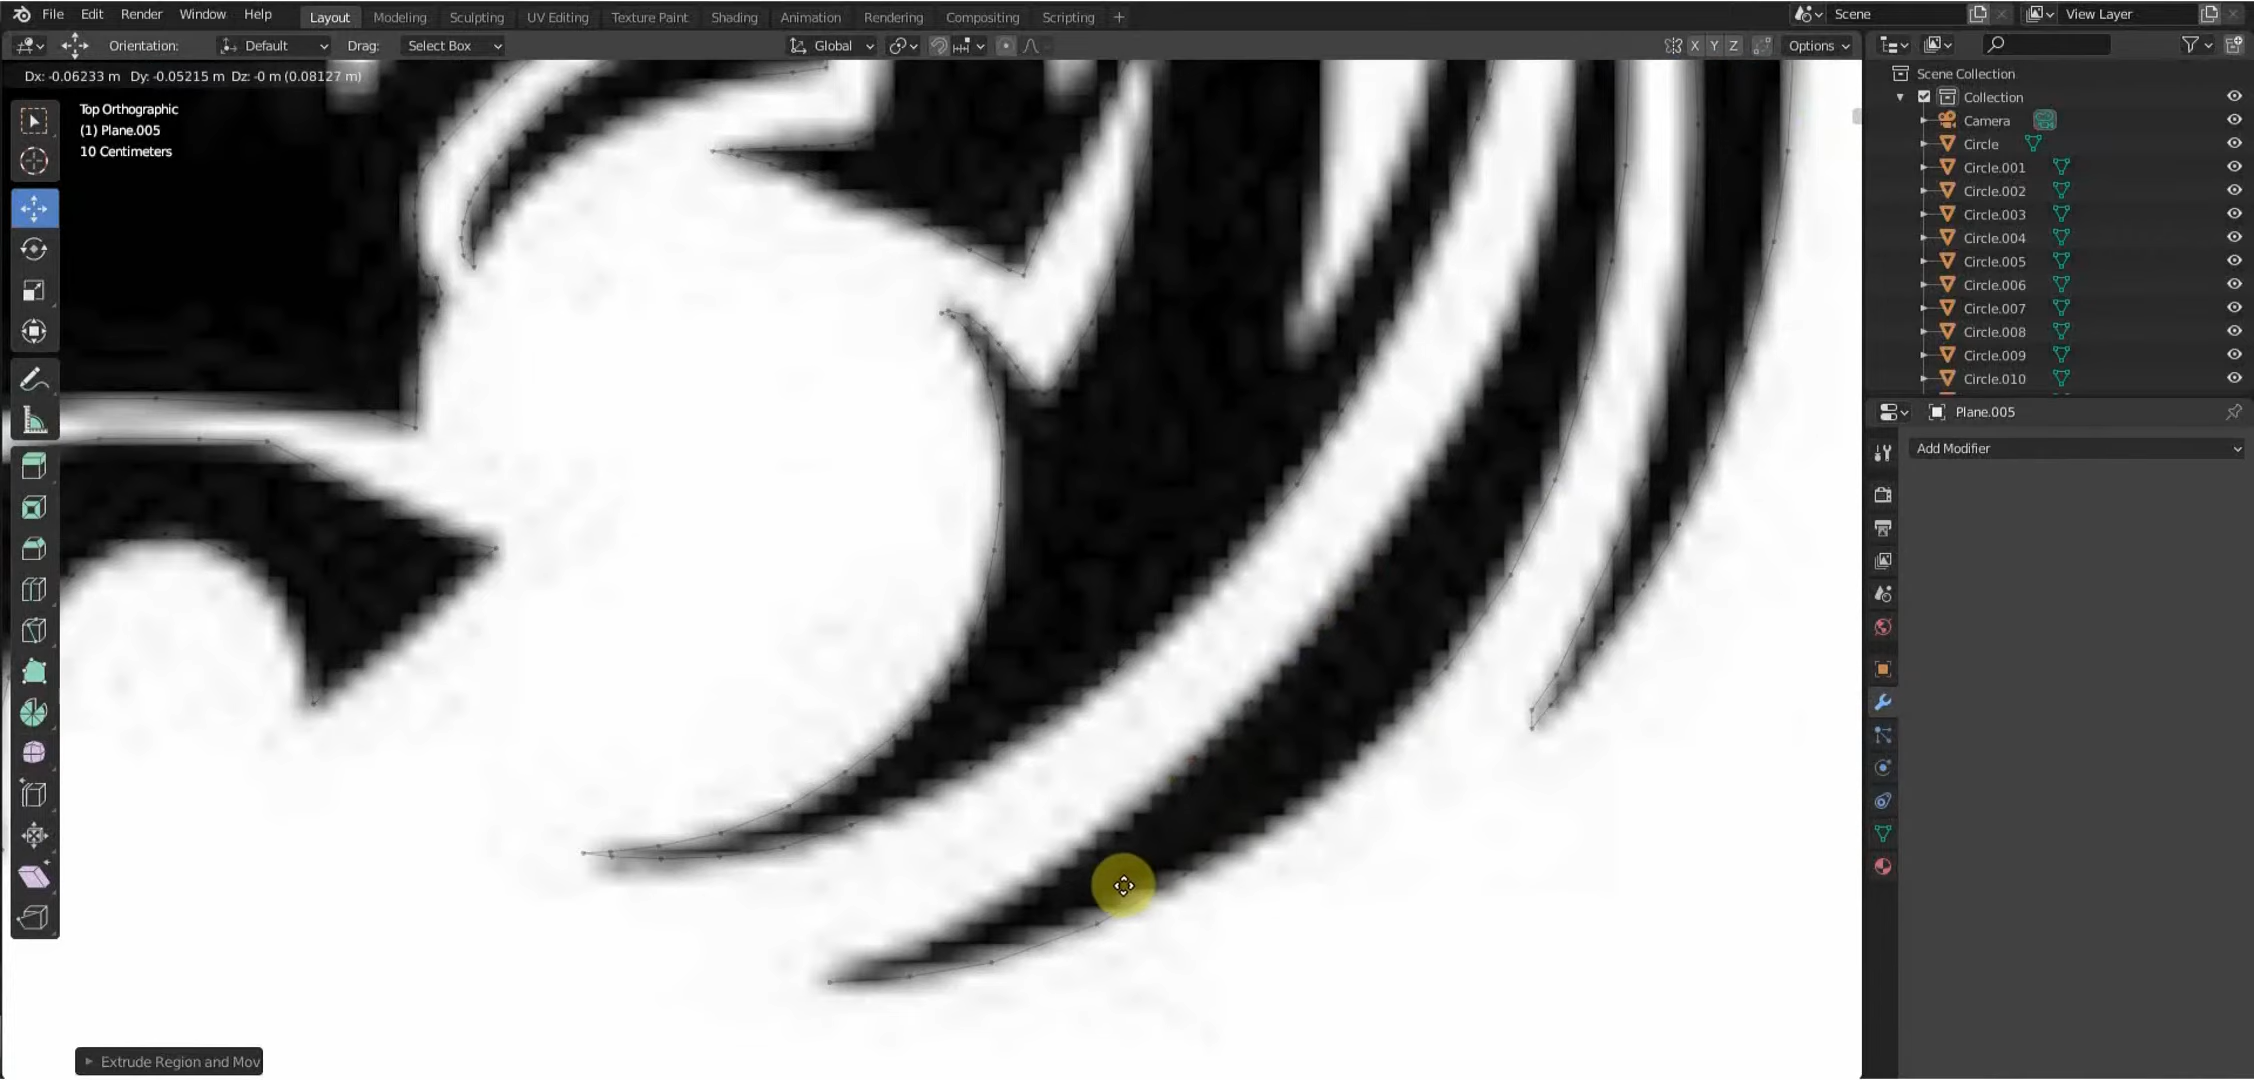 File Edit Render Window Help Layout Modeling Sculpting UV Editing Texture Paint Shading Animation Rendering Compositing Scripting + Scene View Layer
Orientation: Default Drag: Select Box Global X Y Z Options
Dx: -0.06233 m Dy: -0.05215 m Dz: -0 m (0.08127 m)
Top Orthographic
(1) Plane.005
10 Centimeters
Scene Collection
Collection
Camera
Circle
Circle.001
Circle.002
Circle.003
Circle.004
Circle.005
Circle.006
Circle.007
Circle.008
Circle.009
Circle.010
Plane.005
Add Modifier
Extrude Region and Mov